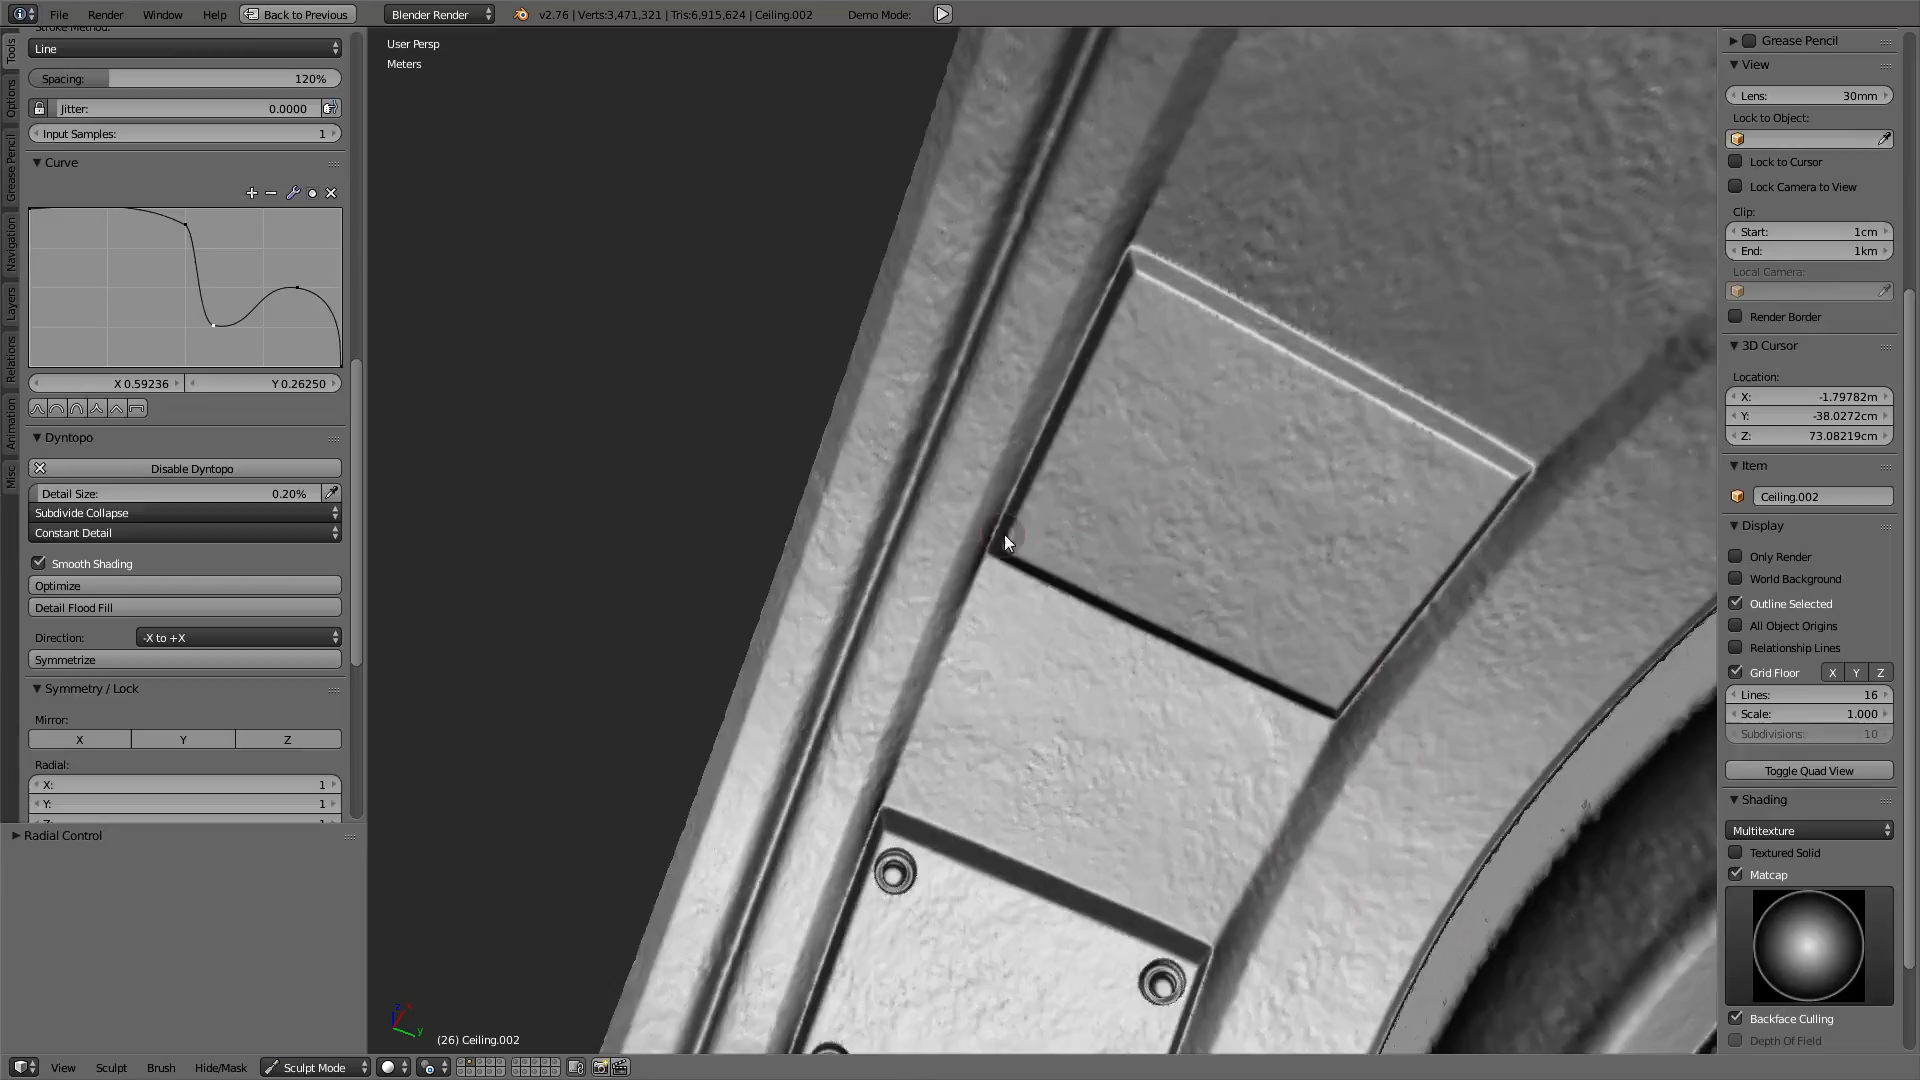 File Render Window Help Back to Previous Blender Render v2.76 | Verts:3,471,321 | Tris:6,915,624 | Ceiling.002 Demo Mode:
Stroke Method:
Line
Spacing: 120%
Jitter: 0.0000
Input Samples: 1
Curve
X 0.59236 Y 0.26250
Dyntopo
Disable Dyntopo
Detail Size: 0.20%
Subdivide Collapse
Constant Detail
Smooth Shading
Optimize
Detail Flood Fill
Direction: -X to +X
Symmetrize
Symmetry / Lock
Mirror:
X Y Z
Radial:
X: 1
Y: 1
Z: 1
Radial Control
Tools
Options
Grease Pencil
Navigation
Layers
Relations
Animation
Misc
User Persp
Meters
z x y
(26) Ceiling.002
Grease Pencil
View
Lens: 30mm
Lock to Object:
Lock to Cursor
Lock Camera to View
Clip:
Start: 1cm
End: 1km
Local Camera:
Render Border
3D Cursor
Location:
X: -1.79782m
Y: -38.0272cm
Z: 73.08219cm
Item
Ceiling.002
Display
Only Render
World Background
Outline Selected
All Object Origins
Relationship Lines
Grid Floor X Y Z
Lines: 16
Scale: 1.000
Subdivisions: 10
Toggle Quad View
Shading
Multitexture
Textured Solid
Matcap
Backface Culling
Depth Of Field
View Sculpt Brush Hide/Mask Sculpt Mode